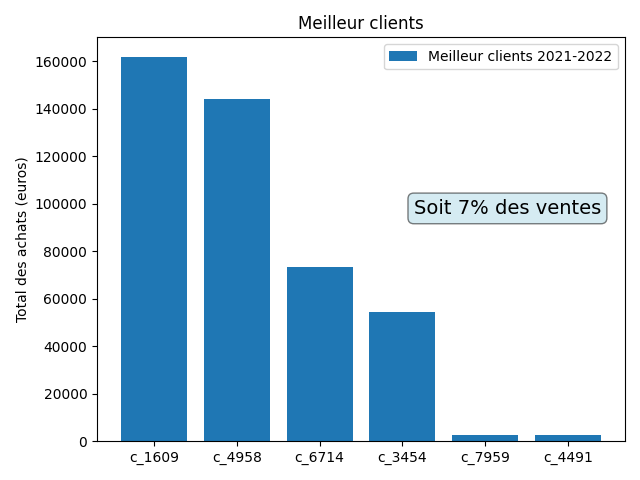 Meilleur clients
Meilleur clients 2021-2022
Total des achats (euros)
160000
140000
120000
100000
80000
60000
40000
20000
0
Soit 7% des ventes
c_1609 c_4958 c_6714 c_3454 c_7959 c_4491